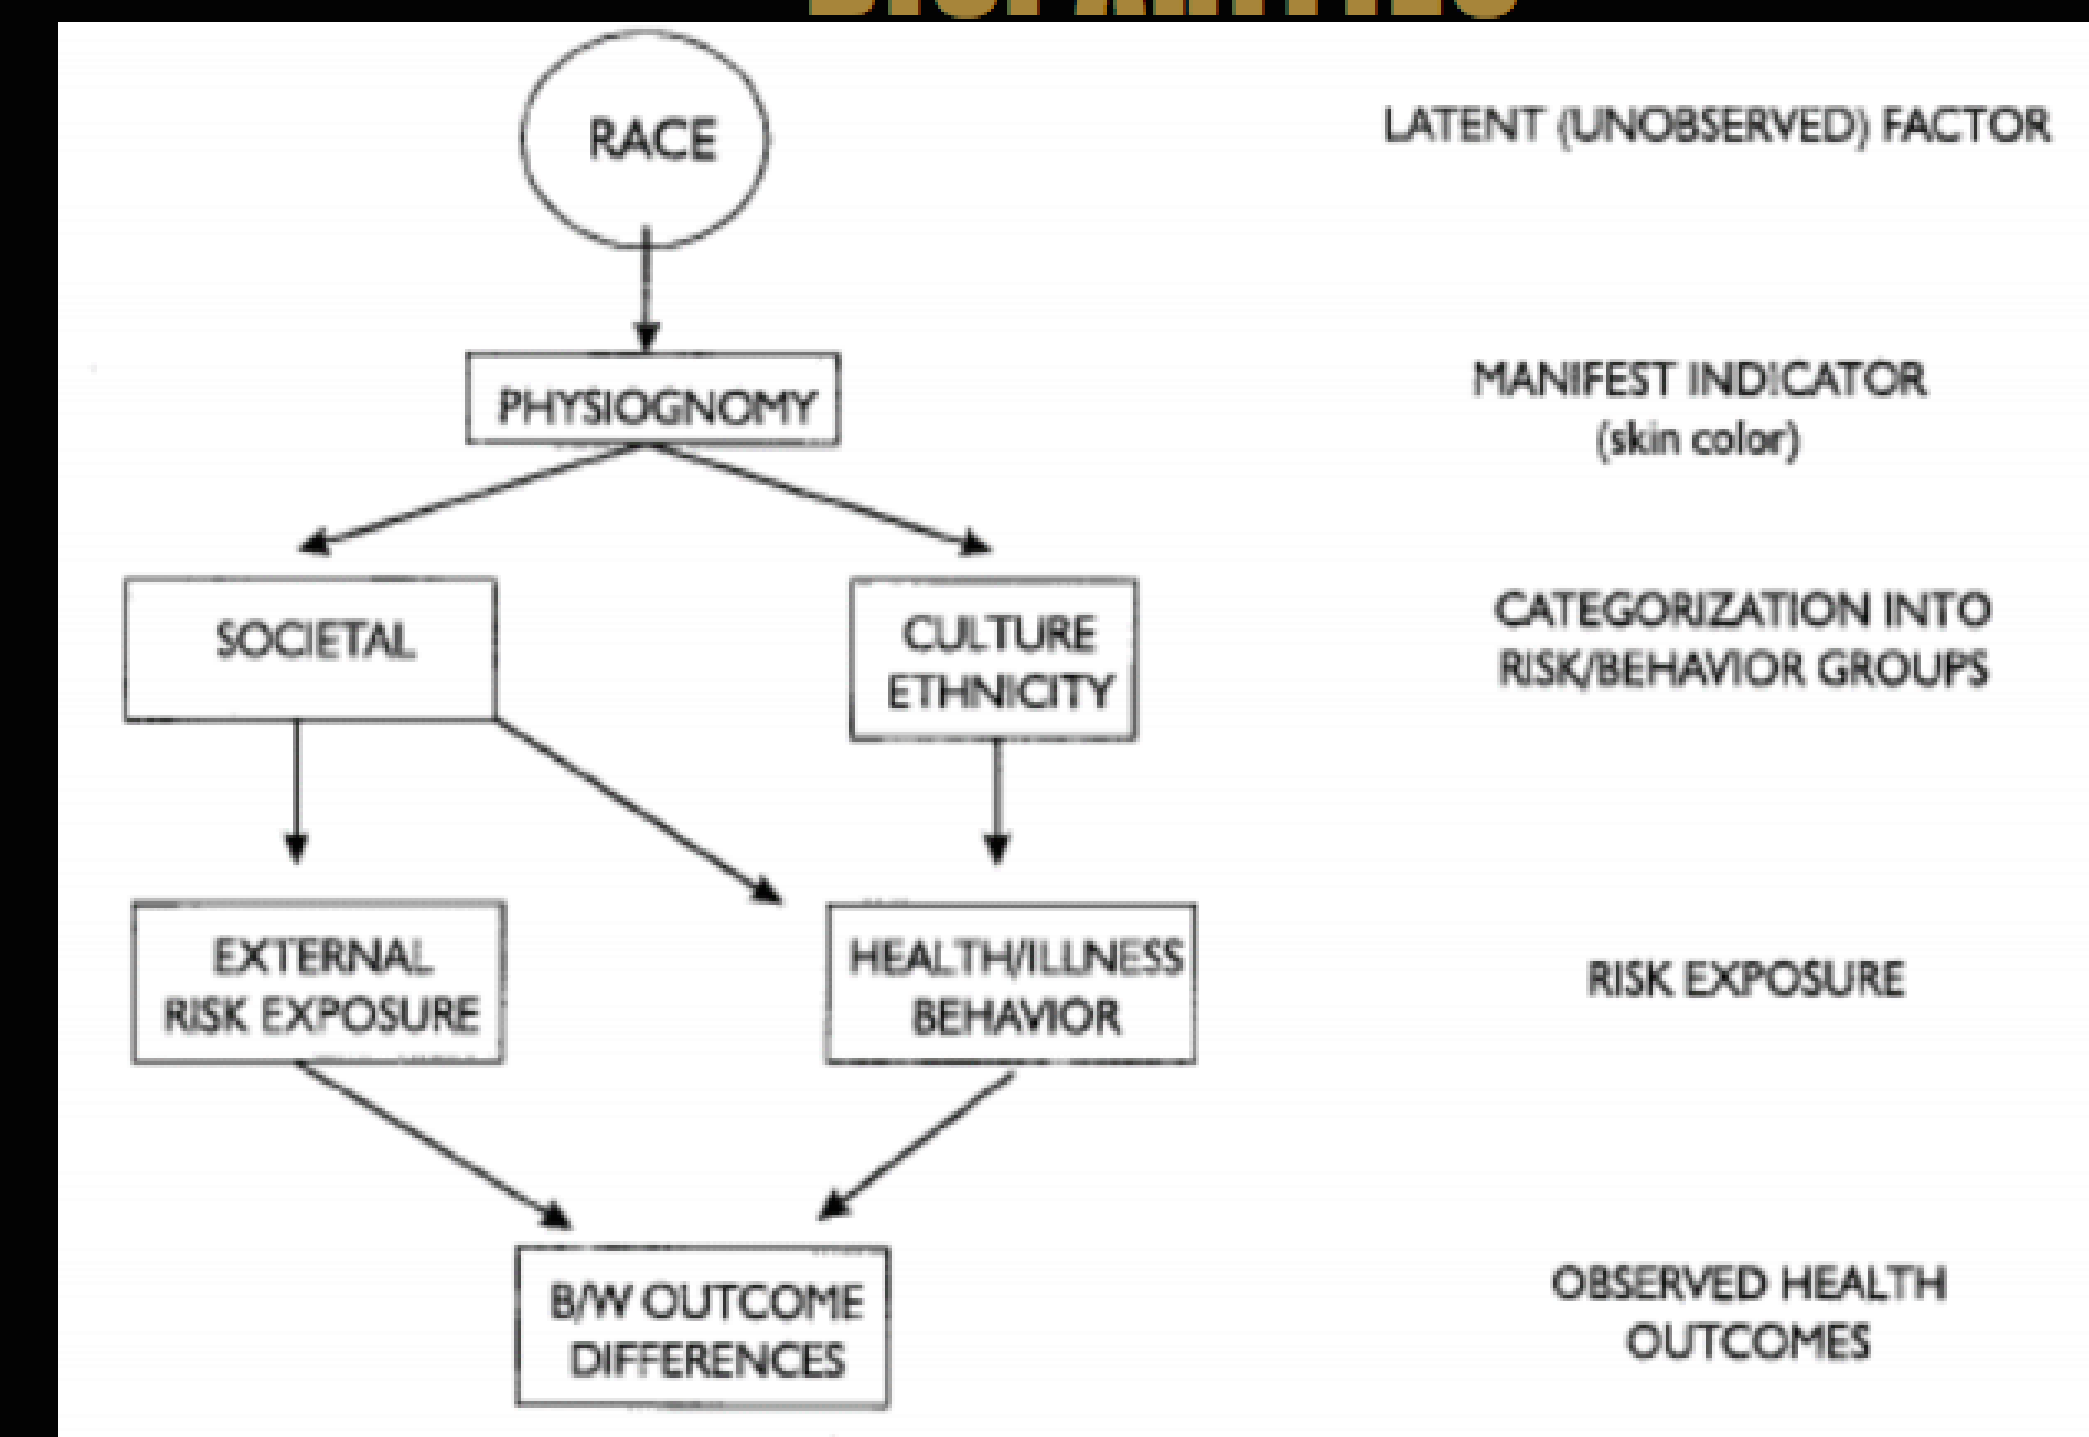 RACE
LATENT (UNOBSERVED) FACTOR
PHYSIOGNOMY
MANIFEST INDICATOR
(skin color)
SOCIETAL
CULTURE
ETHNICITY
CATEGORIZATION INTO
RISK/BEHAVIOR GROUPS
EXTERNAL
RISK EXPOSURE
HEALTH/ILLNESS
BEHAVIOR
RISK EXPOSURE
B/W OUTCOME
DIFFERENCES
OBSERVED HEALTH
OUTCOMES